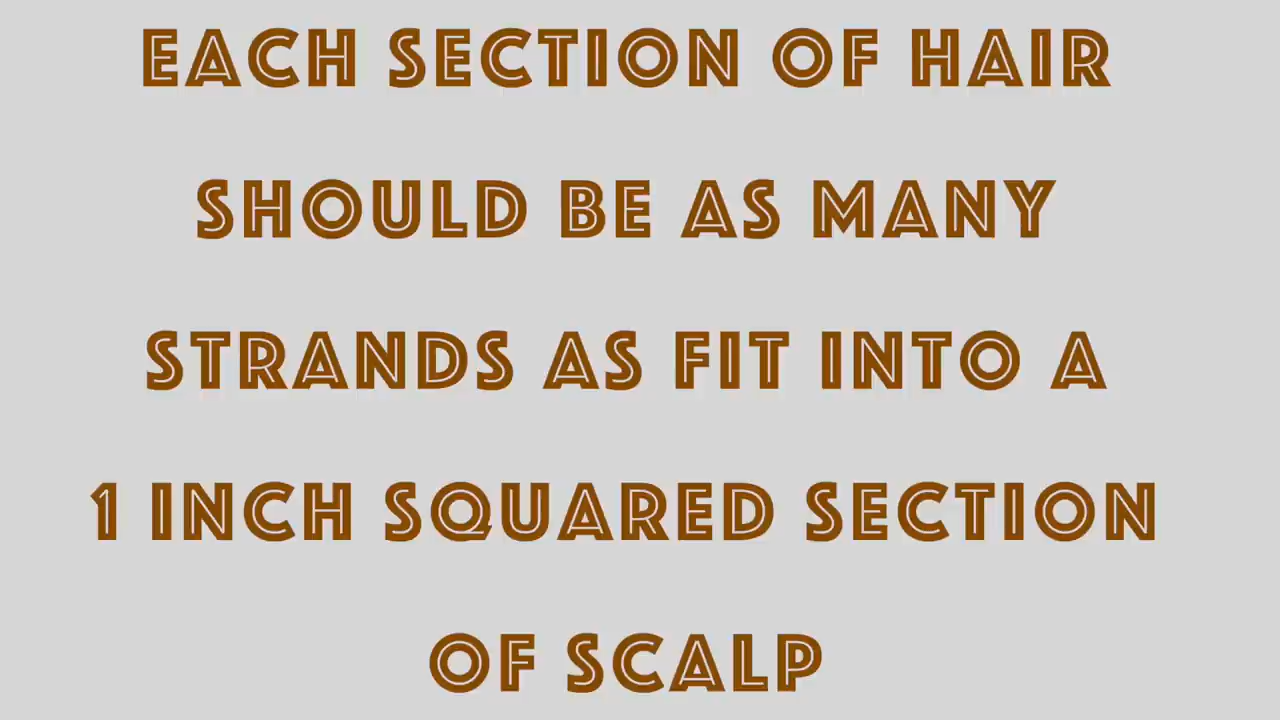 EACH SECTION OF HAIR
SHOULD BE AS MANY
STRANDS AS FIT INTO A
1 INCH SQUARED SECTION
OF SCALP